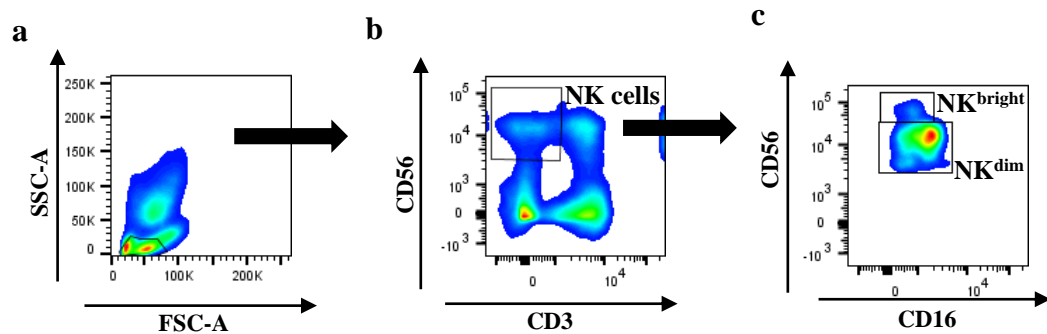 a
SSC-A
250K
200K
150K
100K
50K
0
0
100K
200K
FSC-A
b
CD56
10^5
10^4
10^3
0
-10^3
NK cells
0
10^4
CD3
c
CD56
10^5
10^4
10^3
0
-10^3
NK^bright
NK^dim
0
10^4
CD16